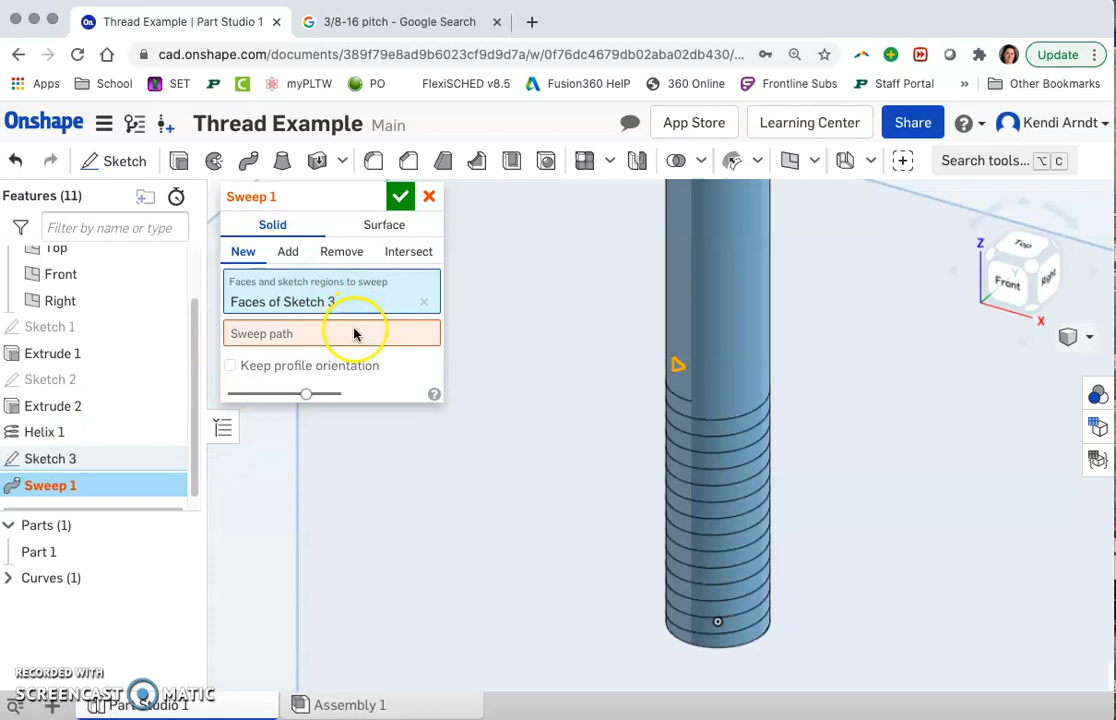 Thread Example | Part Studio 1
3/8-16 pitch - Google Search
cad.onshape.com/documents/389f79e8ad9b6023cf9d9d7a/w/0f76dc4679db02aba02db430/...
Update
Apps
School
SET
myPLTW
PO
FlexiSCHED v8.5
Fusion360 HelP
360 Online
Frontline Subs
Staff Portal
»
Other Bookmarks
Onshape
Thread Example Main
App Store
Learning Center
Share
Kendi Arndt
Sketch
Search tools... ⌥ C
Features (11)
Filter by name or type
Top
Front
Right
Sketch 1
Extrude 1
Sketch 2
Extrude 2
Helix 1
Sketch 3
Sweep 1
Parts (1)
Part 1
Curves (1)
Sweep 1
Solid
Surface
New
Add
Remove
Intersect
Faces and sketch regions to sweep
Faces of Sketch 3
Sweep path
Keep profile orientation
Z
Top
Front
Right
Y
X
RECORDED WITH
SCREENCAST MATIC
Part Studio 1
Assembly 1